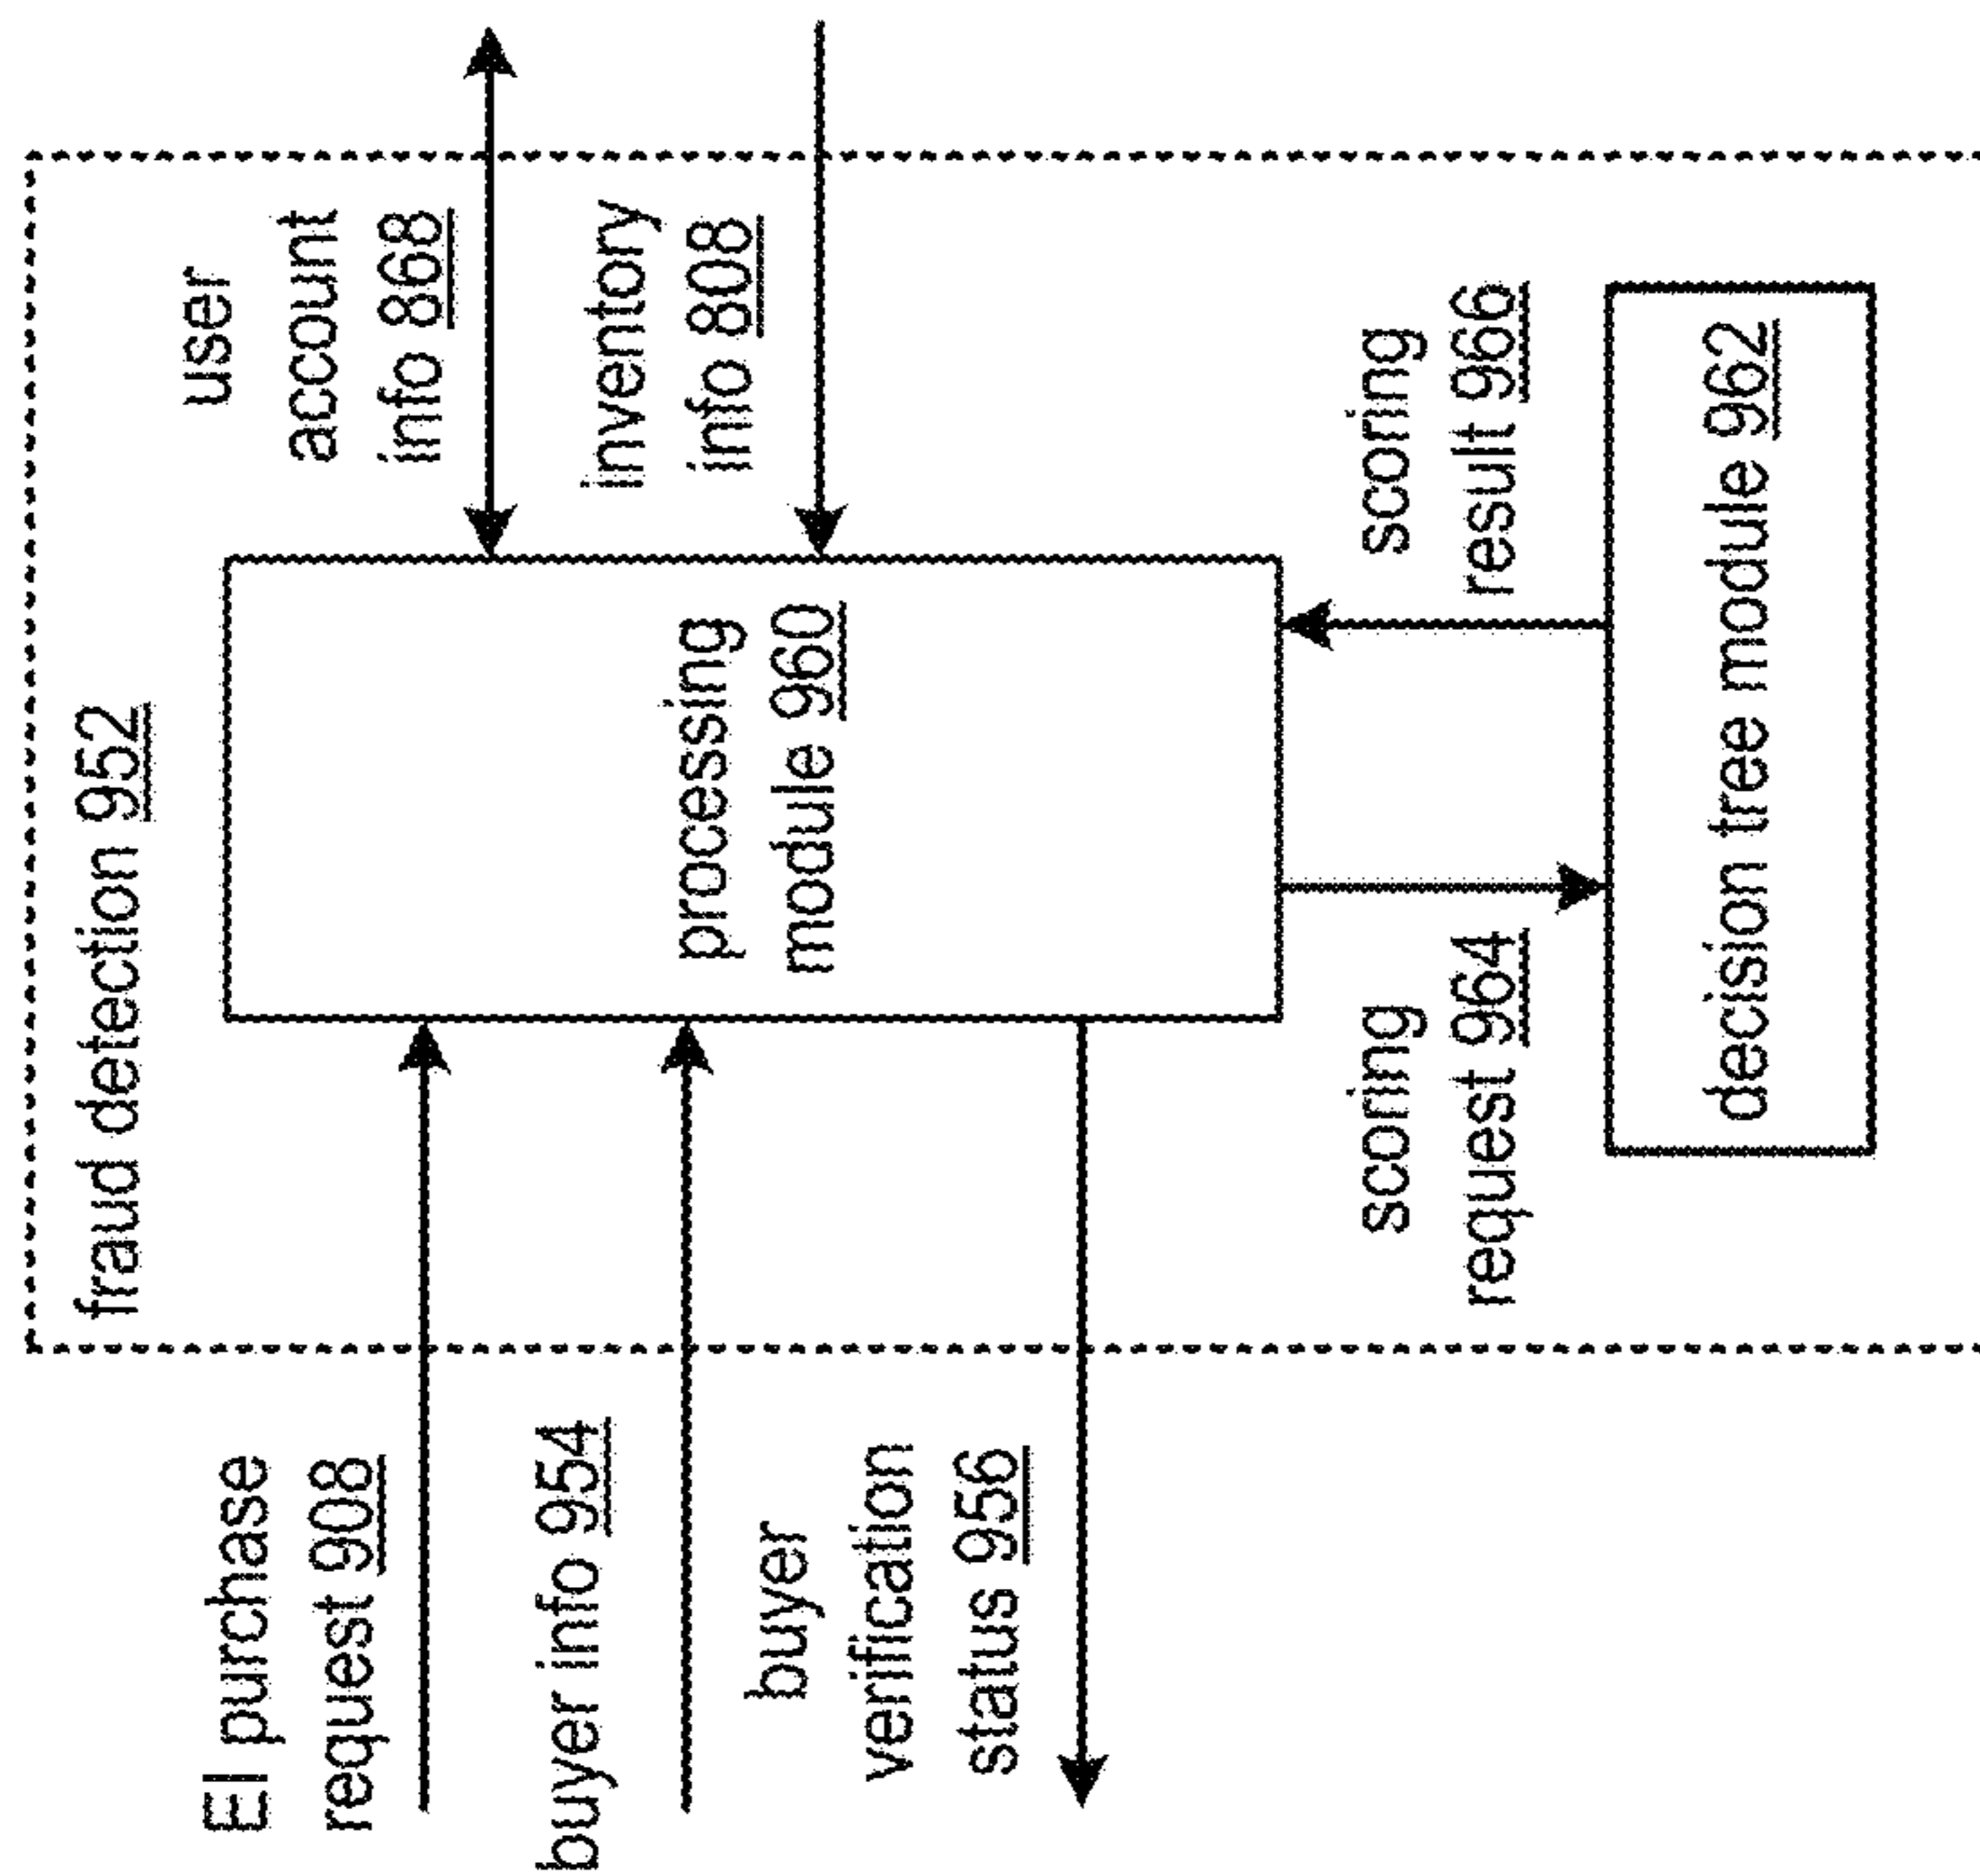 fraud detection 952
EI purchase
request 908
buyer info 954
buyer
verification
status 956
processing
module 960
user
account
info 868
inventory
info 808
scoring
request 964
scoring
result 966
decision tree module 962